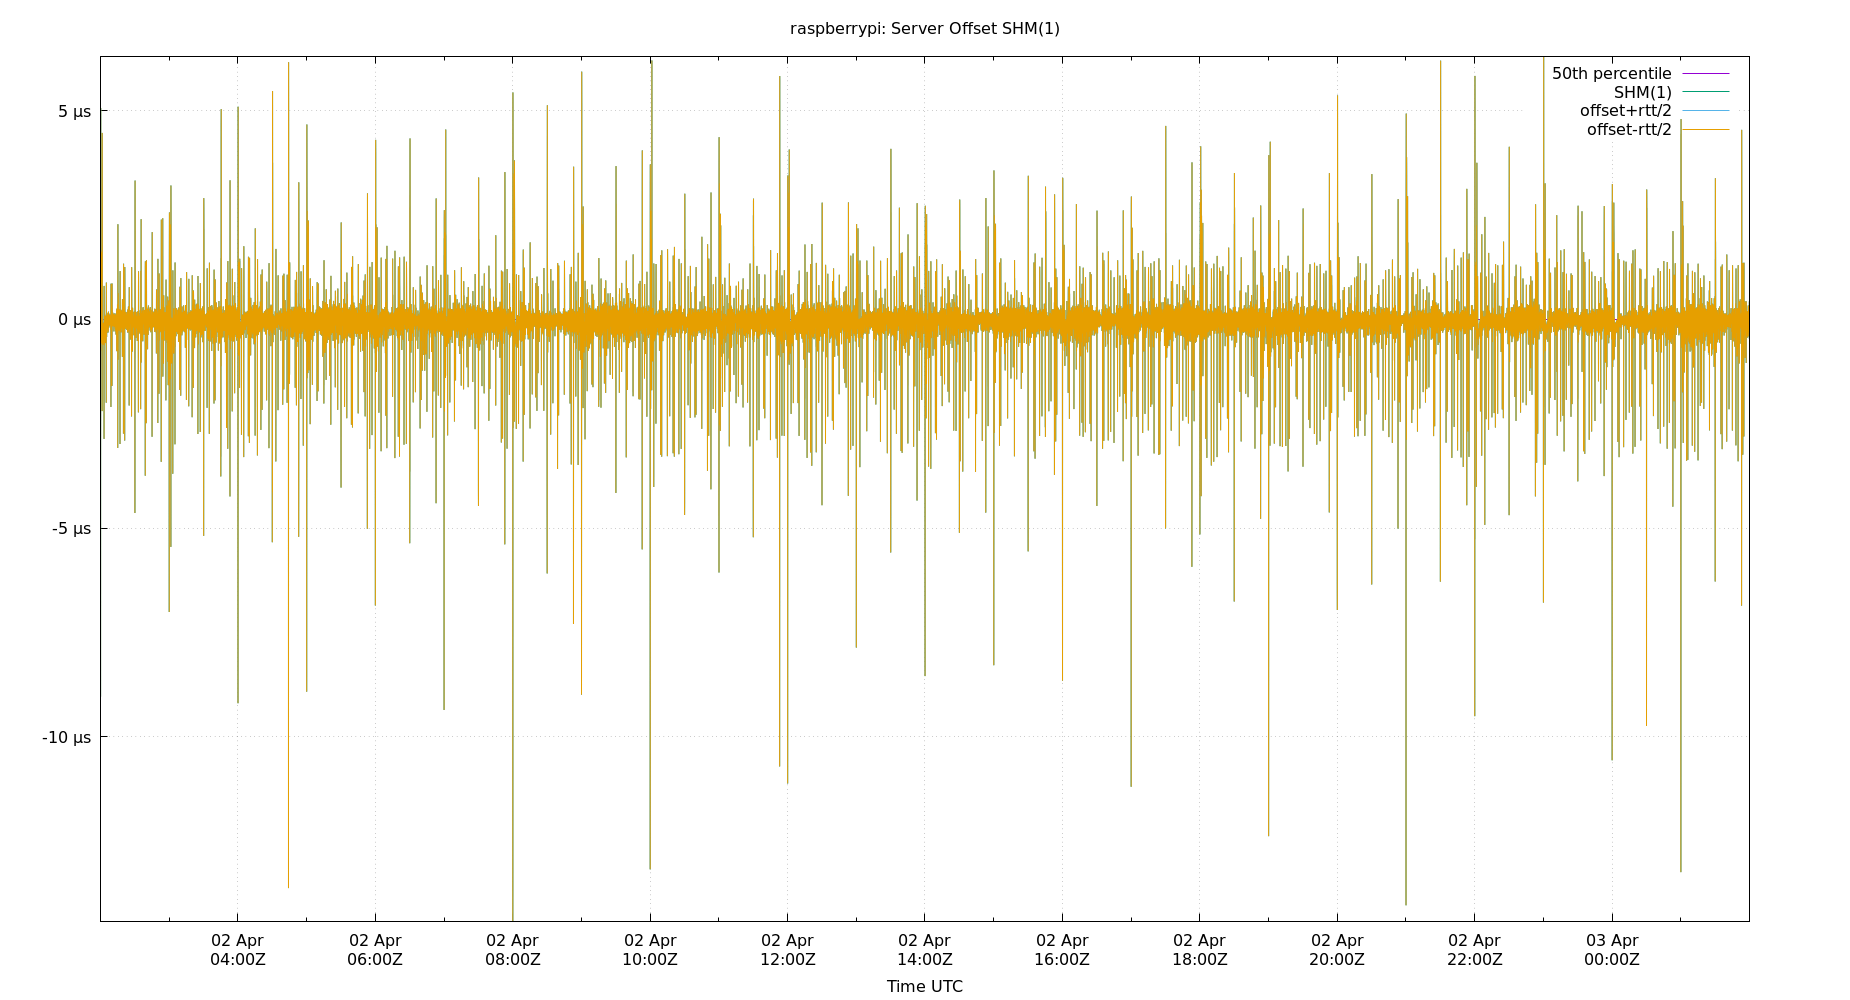 raspberrypi: Server Offset SHM(1)
50th percentile
SHM(1)
offset+rtt/2
offset-rtt/2
5 µs
0 µs
-5 µs
-10 µs
02 Apr 02 Apr 02 Apr 02 Apr 02 Apr 02 Apr 02 Apr 02 Apr 02 Apr 02 Apr 03 Apr
04:00Z 06:00Z 08:00Z 10:00Z 12:00Z 14:00Z 16:00Z 18:00Z 20:00Z 22:00Z 00:00Z
Time UTC